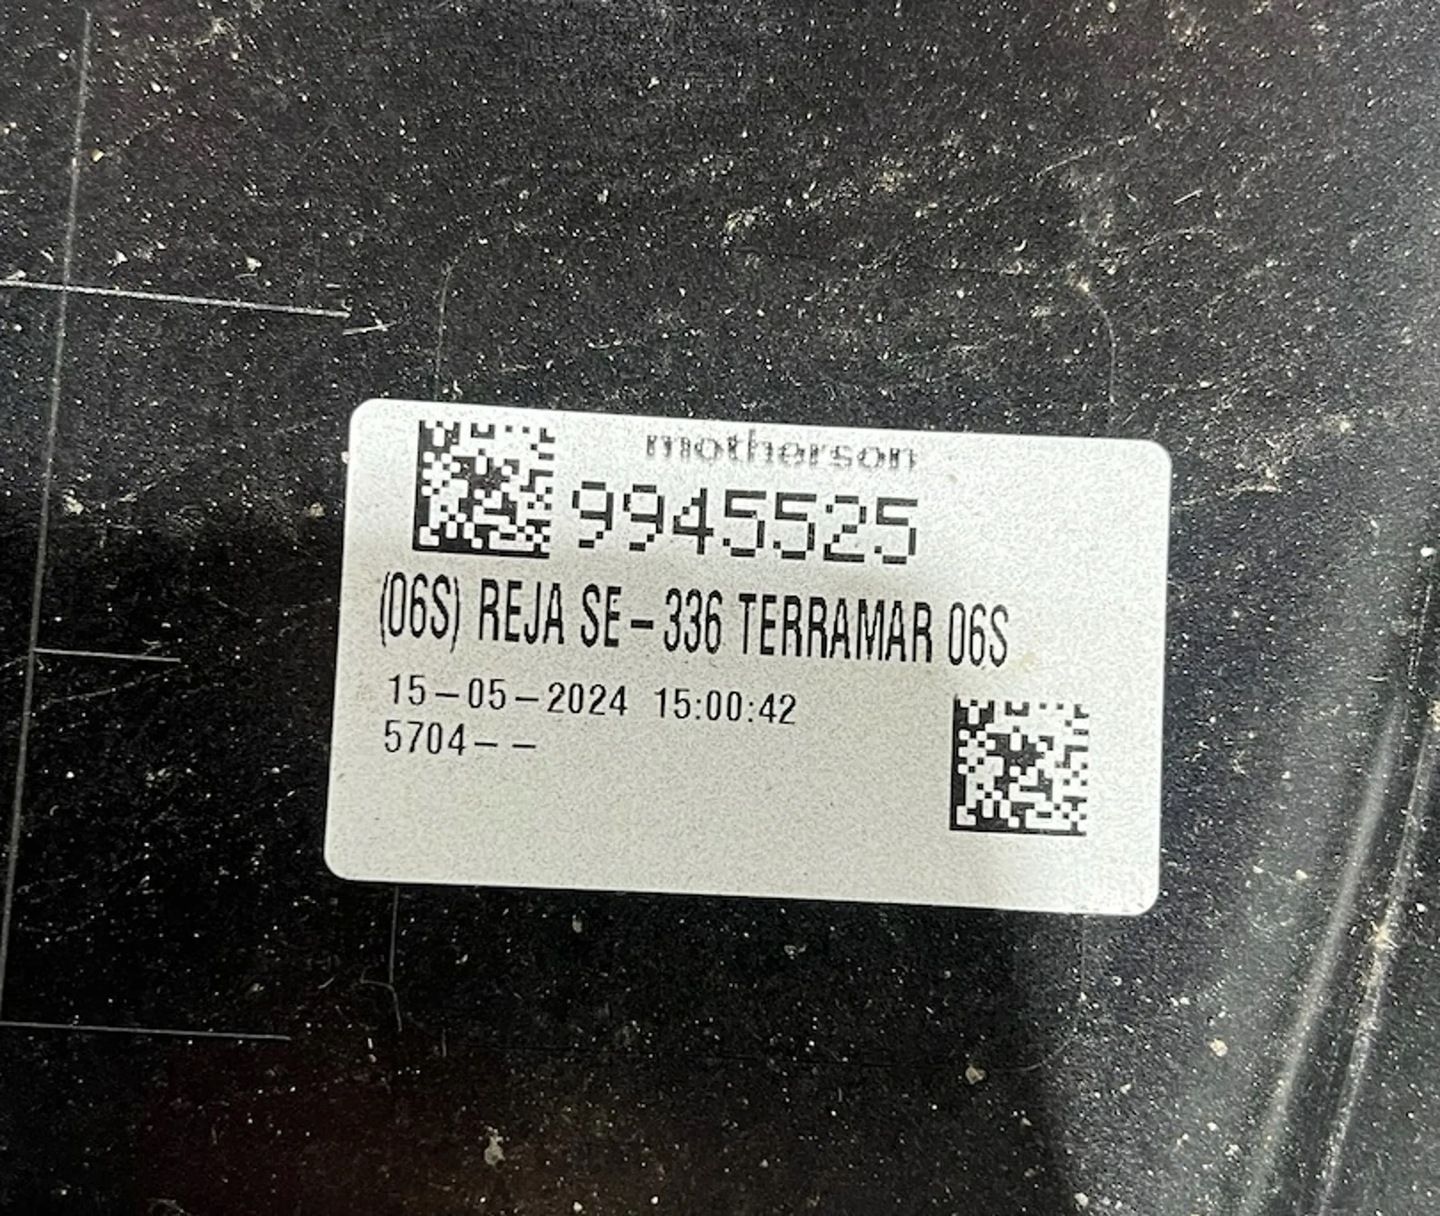 motherson
9945525
(06S) REJA SE-336 TERRAMAR 06S
15-05-2024 15:00:42
5704--